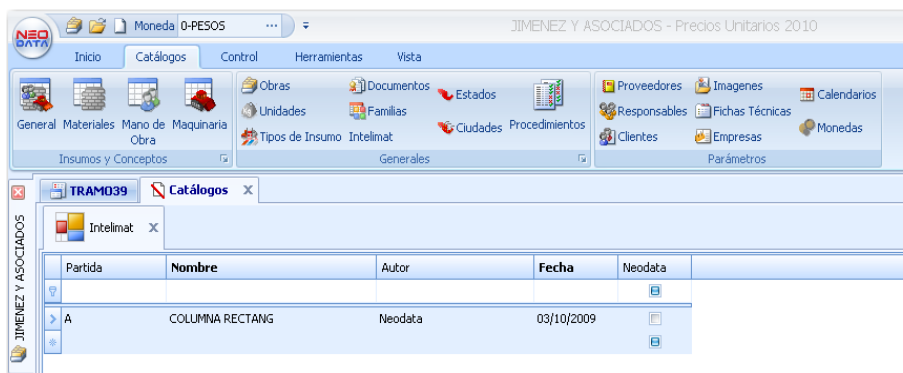 NEO
DATA
Moneda 0-PESOS
JIMENEZ Y ASOCIADOS - Precios Unitarios 2010
Inicio Catálogos Control Herramientas Vista
General Materiales Mano de Obra Maquinaria
Insumos y Conceptos
Obras Documentos Estados
Unidades Familias
Tipos de Insumo Intelimat Ciudades Procedimientos
Generales
Proveedores Imagenes Calendarios
Responsables Fichas Técnicas
Clientes Empresas Monedas
Parámetros
TRAMO39 Catálogos X
Intelimat X
JIMENEZ Y ASOCIADOS
Partida Nombre Autor Fecha Neodata
A COLUMNA RECTANG Neodata 03/10/2009